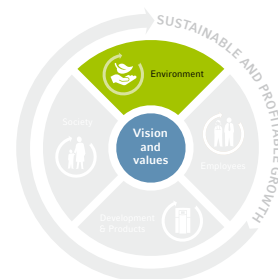 SUSTAINABLE AND PROFITABLE GROWTH
Environment
Society
Vision
and
values
Employees
Development
& Products